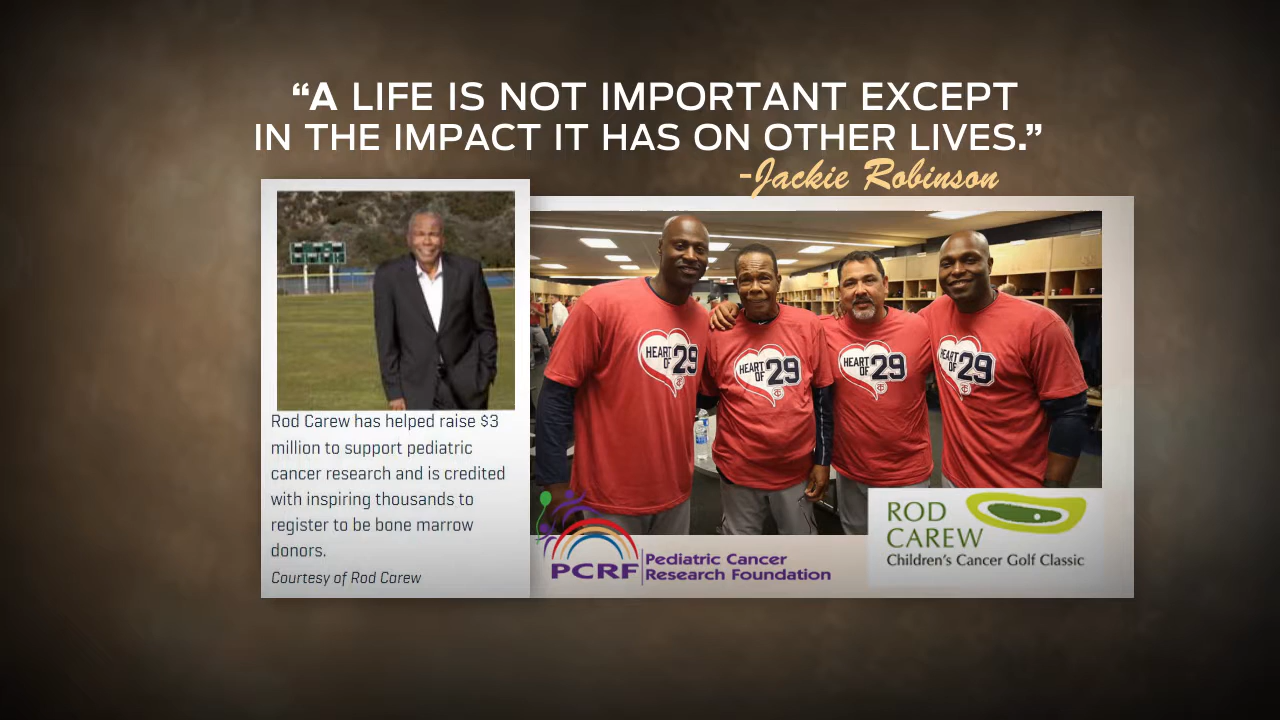 “A LIFE IS NOT IMPORTANT EXCEPT
IN THE IMPACT IT HAS ON OTHER LIVES.”
-Jackie Robinson
Rod Carew has helped raise $3
million to support pediatric
cancer research and is credited
with inspiring thousands to
register to be bone marrow
donors.
Courtesy of Rod Carew
HEART
OF 29
HEART
OF 29
HEART
OF 29
HEART
OF 29
PCRF
Pediatric Cancer
Research Foundation
ROD
CAREW
Children's Cancer Golf Classic